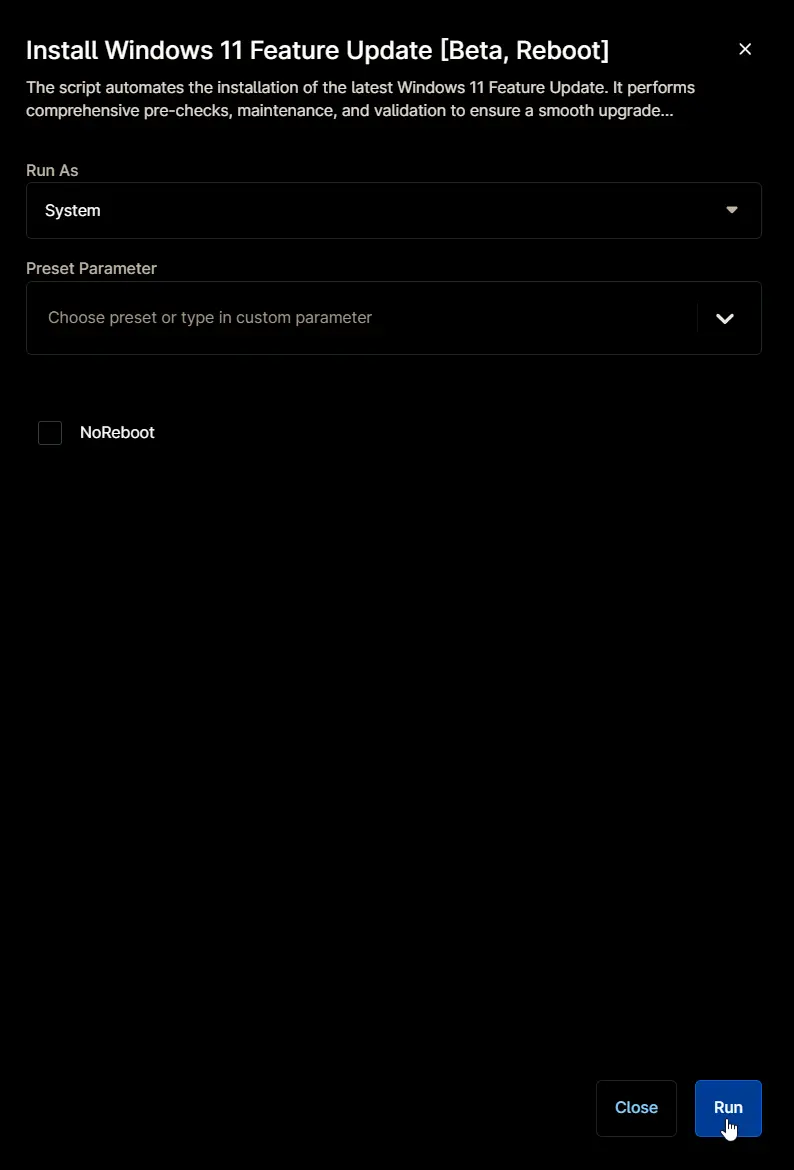 Install Windows 11 Feature Update [Beta, Reboot]
The script automates the installation of the latest Windows 11 Feature Update. It performs
comprehensive pre-checks, maintenance, and validation to ensure a smooth upgrade...
Run As
System
Preset Parameter
Choose preset or type in custom parameter
NoReboot
Close
Run